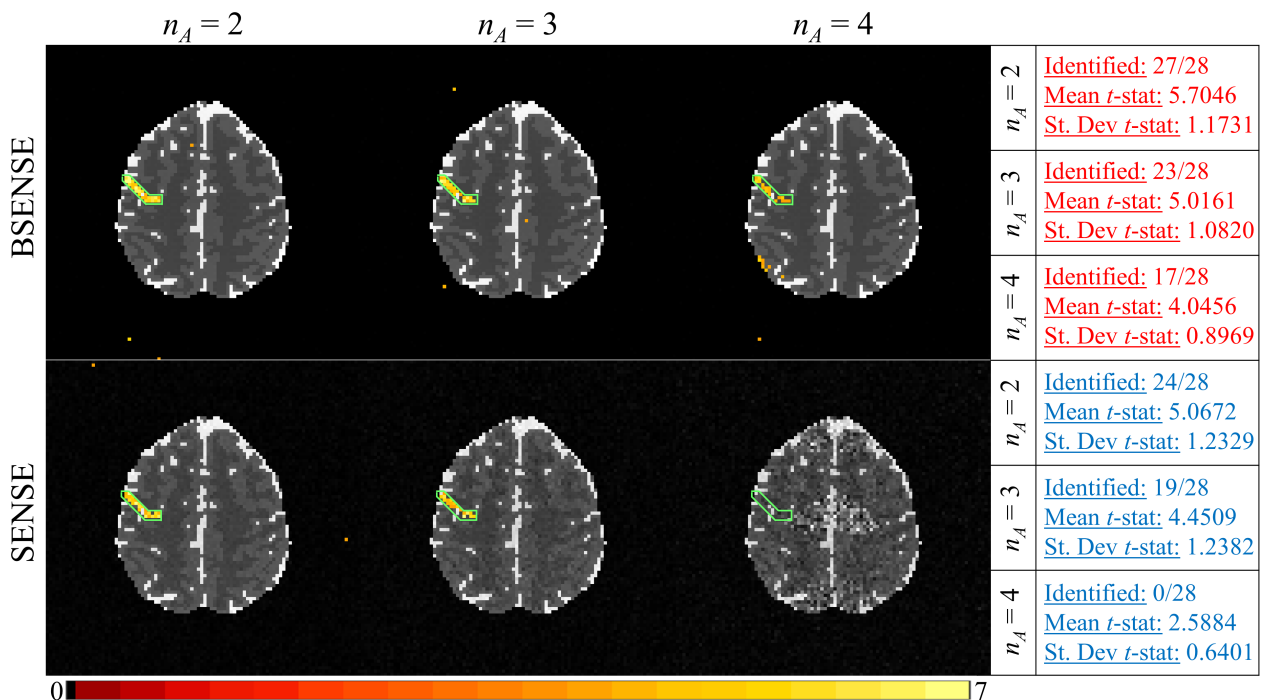 n_A = 2
n_A = 3
n_A = 4
BSENSE
n_A = 2
Identified: 27/28
Mean t-stat: 5.7046
St. Dev t-stat: 1.1731
n_A = 3
Identified: 23/28
Mean t-stat: 5.0161
St. Dev t-stat: 1.0820
n_A = 4
Identified: 17/28
Mean t-stat: 4.0456
St. Dev t-stat: 0.8969
SENSE
n_A = 2
Identified: 24/28
Mean t-stat: 5.0672
St. Dev t-stat: 1.2329
n_A = 3
Identified: 19/28
Mean t-stat: 4.4509
St. Dev t-stat: 1.2382
n_A = 4
Identified: 0/28
Mean t-stat: 2.5884
St. Dev t-stat: 0.6401
0
7